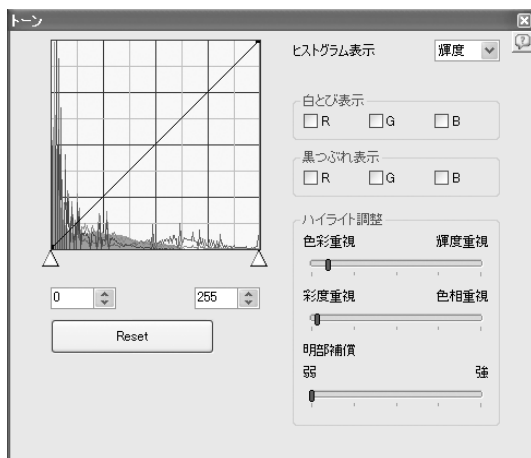 トーン
ヒストグラム表示 輝度
白とび表示
R G B
黒つぶれ表示
R G B
ハイライト調整
色彩重視 輝度重視
彩度重視 色相重視
明部補償
弱 強
0 255
Reset